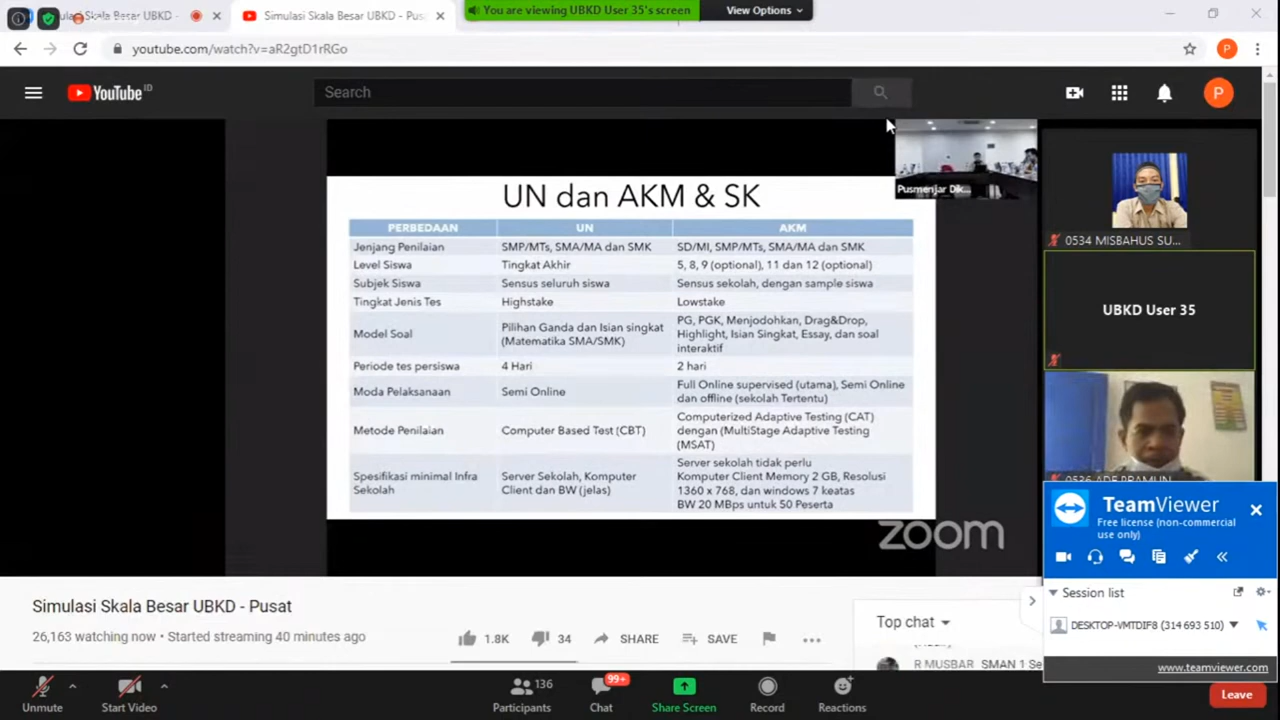 Simulasi Skala Besar UBKD - Pus
You are viewing UBKD User 35's screen
View Options
youtube.com/watch?v=aR2gtD1rRGo
P
YouTube ID
Search
P
Pusmenjar Dik...
UN dan AKM & SK
PERBEDAAN UN AKM
Jenjang Penilaian SMP/MTs, SMA/MA dan SMK SD/MI, SMP/MTs, SMA/MA dan SMK
Level Siswa Tingkat Akhir 5, 8, 9 (optional), 11 dan 12 (optional)
Subjek Siswa Sensus seluruh siswa Sensus sekolah, dengan sample siswa
Tingkat Jenis Tes Highstake Lowstake
Model Soal Pilihan Ganda dan Isian singkat (Matematika SMA/SMK) PG, PGK, Menjodohkan, Drag&Drop,
Highlight, Isian Singkat, Essay, dan soal
interaktif
Periode tes persiswa 4 Hari 2 hari
Moda Pelaksanaan Semi Online Full Online supervised (utama), Semi Online
dan offline (sekolah Tertentu)
Metode Penilaian Computer Based Test (CBT) Computerized Adaptive Testing (CAT)
dengan (MultiStage Adaptive Testing
(MSAT)
Spesifikasi minimal Infra Sekolah Server Sekolah, Komputer Client dan BW (jelas) Server sekolah tidak perlu
Komputer Client Memory 2 GB, Resolusi
1360 x 768, dan windows 7 keatas
BW 20 MBps untuk 50 Peserta
zoom
0534 MISBAHUS SU...
UBKD User 35
0536 ADE PRAMUN
TeamViewer
Free license (non-commercial
use only)
Session list
DESKTOP-VMTDIF8 (314 693 510)
www.teamviewer.com
Simulasi Skala Besar UBKD - Pusat
26,163 watching now • Started streaming 40 minutes ago
1.8K 34 SHARE SAVE
Top chat
R MUSBAR SMAN 1 Se
Unmute
Start Video
136
Participants
99+
Chat
Share Screen
Record
Reactions
Leave